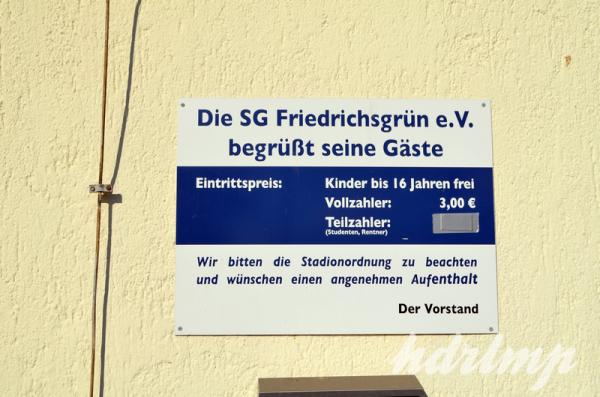 Die SG Friedrichsgrün e.V.
begrüßt seine Gäste
Eintrittspreis: Kinder bis 16 Jahren frei
Vollzahler: 3,00 €
Teilzahler:
(Studenten, Rentner)
Wir bitten die Stadionordnung zu beachten
und wünschen einen angenehmen Aufenthalt
Der Vorstand
hdrlmp